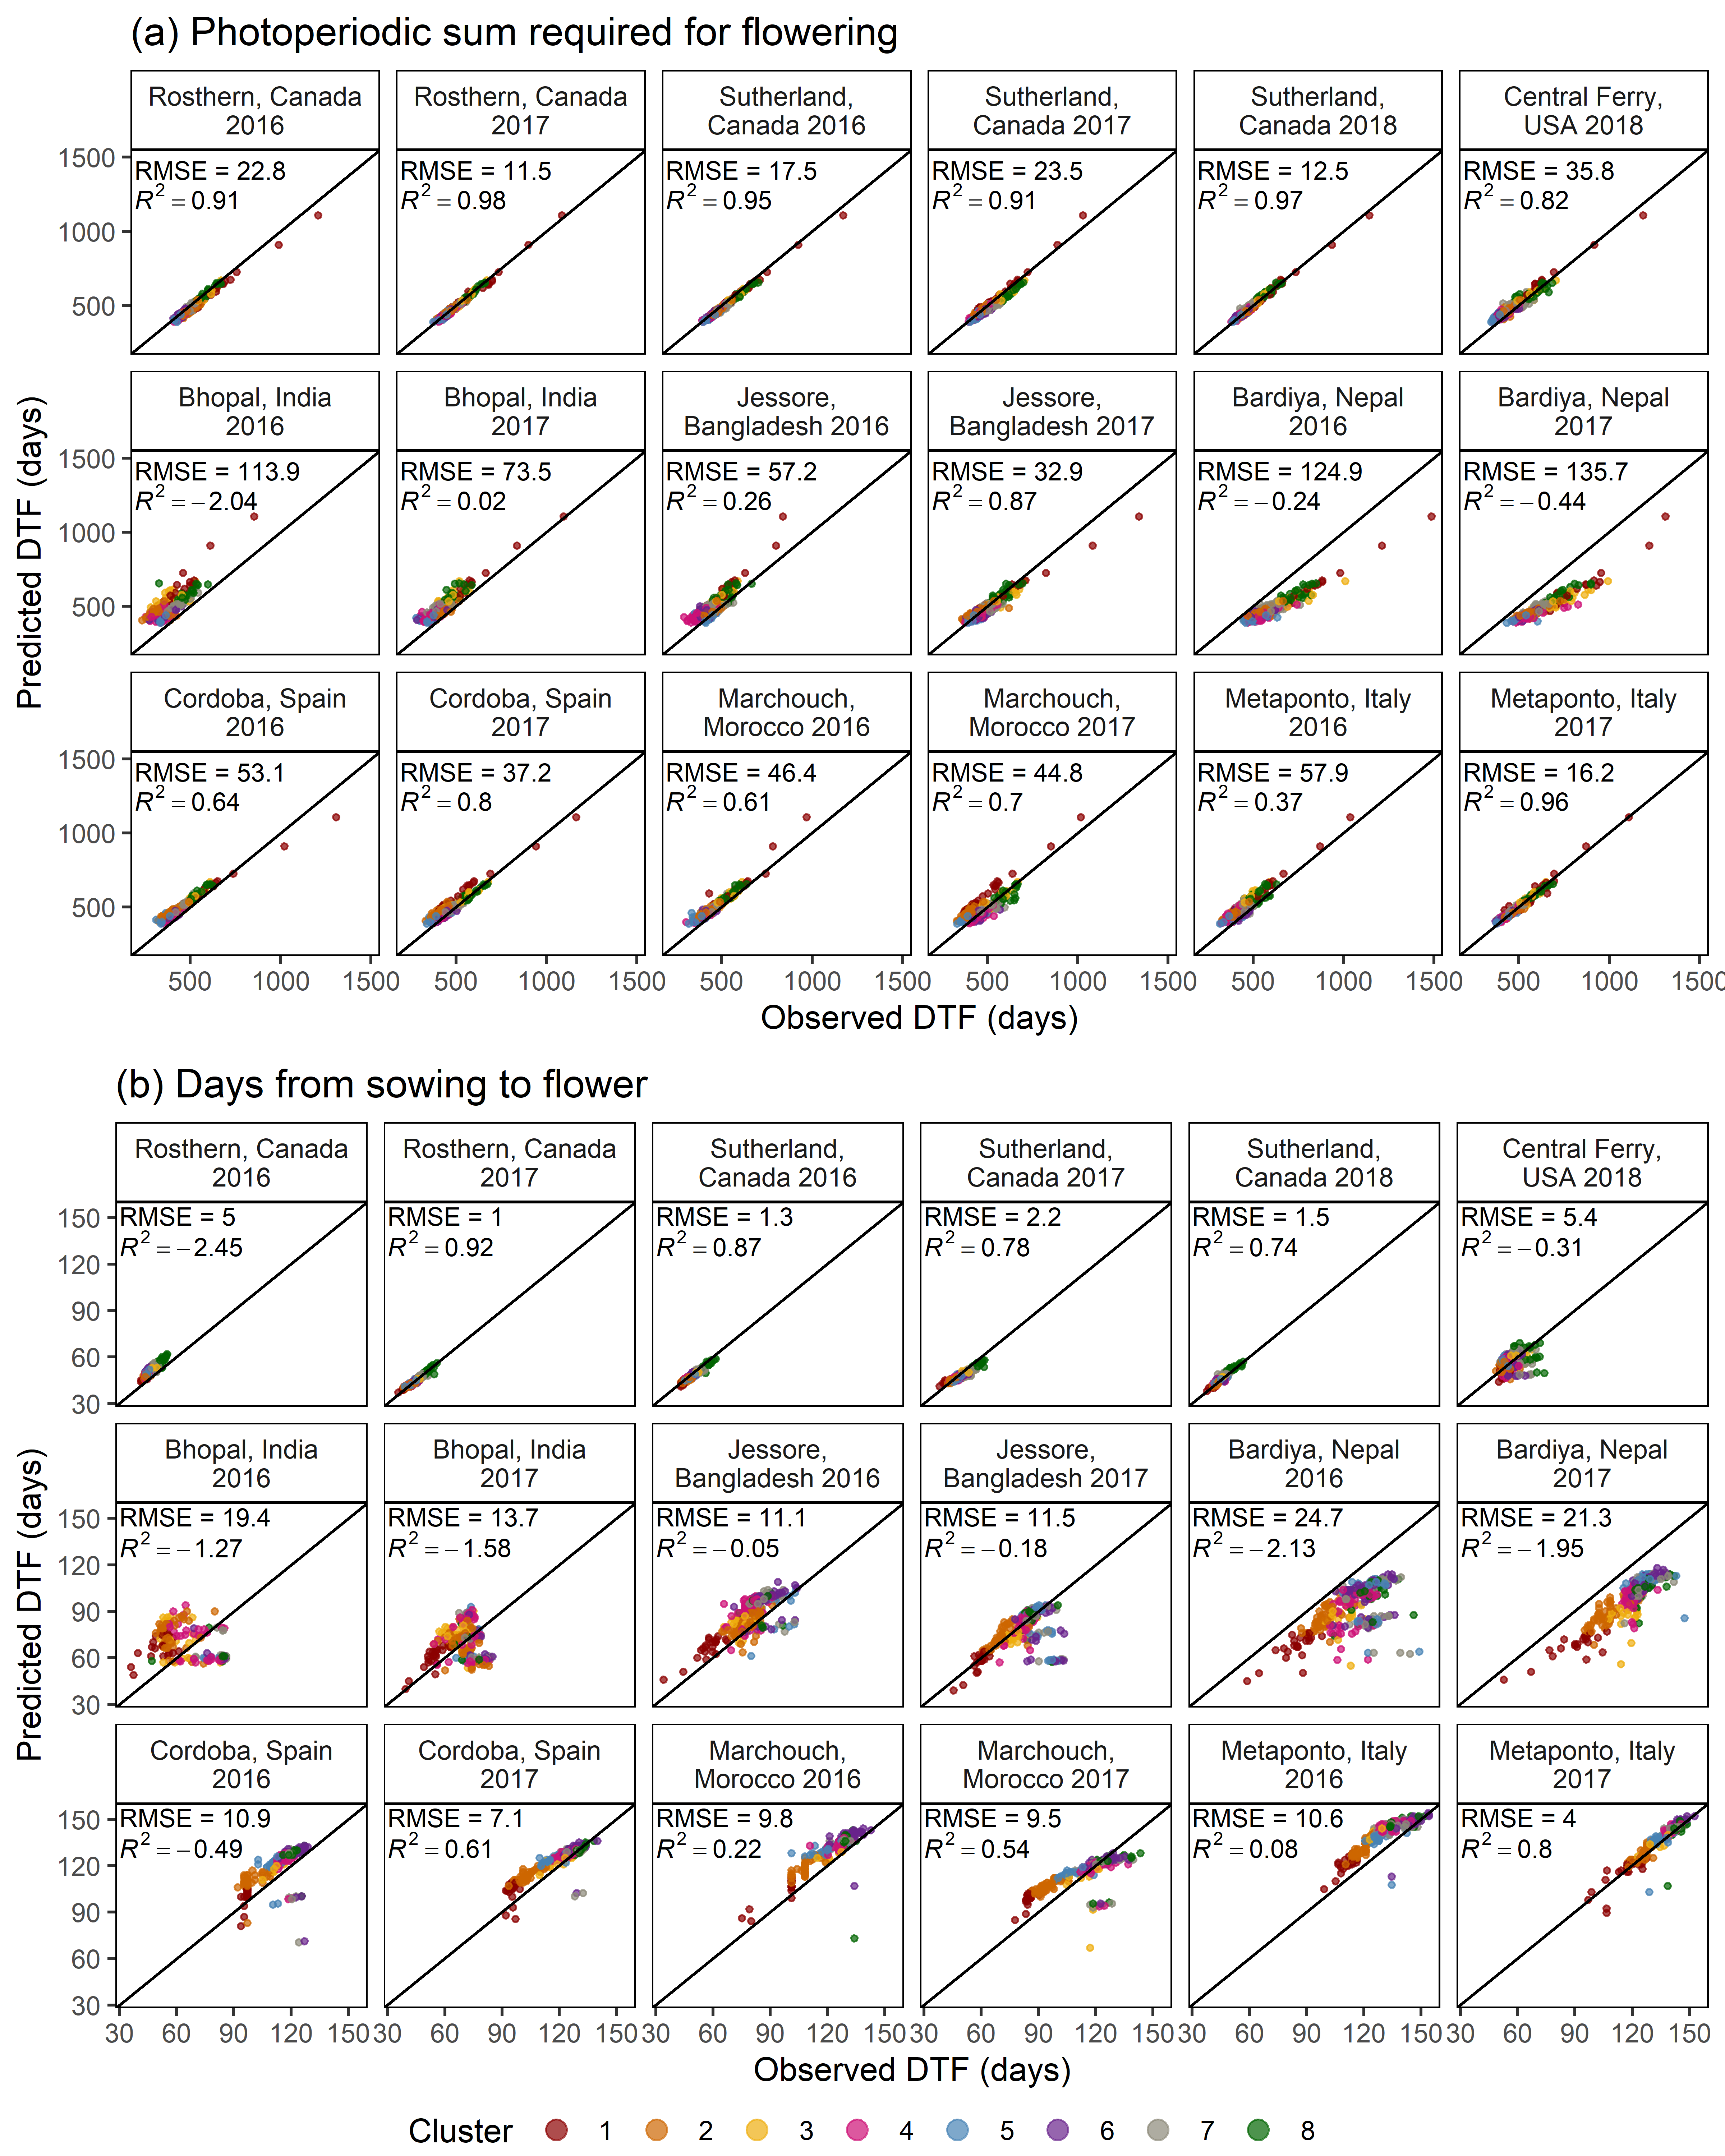 (a) Photoperiodic sum required for flowering
Rosthern, Canada
2016
Rosthern, Canada
2017
Sutherland,
Canada 2016
Sutherland,
Canada 2017
Sutherland,
Canada 2018
Central Ferry,
USA 2018
RMSE = 22.8
R² = 0.91
RMSE = 11.5
R² = 0.98
RMSE = 17.5
R² = 0.95
RMSE = 23.5
R² = 0.91
RMSE = 12.5
R² = 0.97
RMSE = 35.8
R² = 0.82
1500
1000
500
Bhopal, India
2016
Bhopal, India
2017
Jessore,
Bangladesh 2016
Jessore,
Bangladesh 2017
Bardiya, Nepal
2016
Bardiya, Nepal
2017
RMSE = 113.9
R² = −2.04
RMSE = 73.5
R² = 0.02
RMSE = 57.2
R² = 0.26
RMSE = 32.9
R² = 0.87
RMSE = 124.9
R² = −0.24
RMSE = 135.7
R² = −0.44
1500
1000
500
Predicted DTF (days)
Cordoba, Spain
2016
Cordoba, Spain
2017
Marchouch,
Morocco 2016
Marchouch,
Morocco 2017
Metaponto, Italy
2016
Metaponto, Italy
2017
RMSE = 53.1
R² = 0.64
RMSE = 37.2
R² = 0.8
RMSE = 46.4
R² = 0.61
RMSE = 44.8
R² = 0.7
RMSE = 57.9
R² = 0.37
RMSE = 16.2
R² = 0.96
1500
1000
500
500 1000 1500 500 1000 1500 500 1000 1500 500 1000 1500 500 1000 1500 500 1000 1500
Observed DTF (days)
(b) Days from sowing to flower
Rosthern, Canada
2016
Rosthern, Canada
2017
Sutherland,
Canada 2016
Sutherland,
Canada 2017
Sutherland,
Canada 2018
Central Ferry,
USA 2018
RMSE = 5
R² = −2.45
RMSE = 1
R² = 0.92
RMSE = 1.3
R² = 0.87
RMSE = 2.2
R² = 0.78
RMSE = 1.5
R² = 0.74
RMSE = 5.4
R² = −0.31
150
120
90
60
30
Bhopal, India
2016
Bhopal, India
2017
Jessore,
Bangladesh 2016
Jessore,
Bangladesh 2017
Bardiya, Nepal
2016
Bardiya, Nepal
2017
RMSE = 19.4
R² = −1.27
RMSE = 13.7
R² = −1.58
RMSE = 11.1
R² = −0.05
RMSE = 11.5
R² = −0.18
RMSE = 24.7
R² = −2.13
RMSE = 21.3
R² = −1.95
150
120
90
60
30
Predicted DTF (days)
Cordoba, Spain
2016
Cordoba, Spain
2017
Marchouch,
Morocco 2016
Marchouch,
Morocco 2017
Metaponto, Italy
2016
Metaponto, Italy
2017
RMSE = 10.9
R² = −0.49
RMSE = 7.1
R² = 0.61
RMSE = 9.8
R² = 0.22
RMSE = 9.5
R² = 0.54
RMSE = 10.6
R² = 0.08
RMSE = 4
R² = 0.8
150
120
90
60
30
30 60 90 120 150 30 60 90 120 150 30 60 90 120 150 30 60 90 120 150 30 60 90 120 150 30 60 90 120 150
Observed DTF (days)
Cluster 1 2 3 4 5 6 7 8